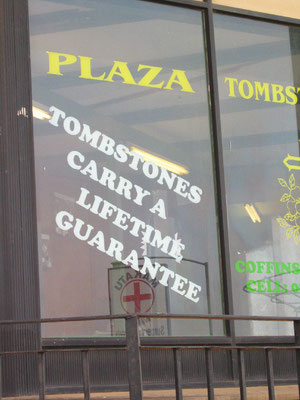 PLAZA
TOMBSTONES
CARRY A
LIFETIME
GUARANTEE
TOMBS
COFFINS
CELL: